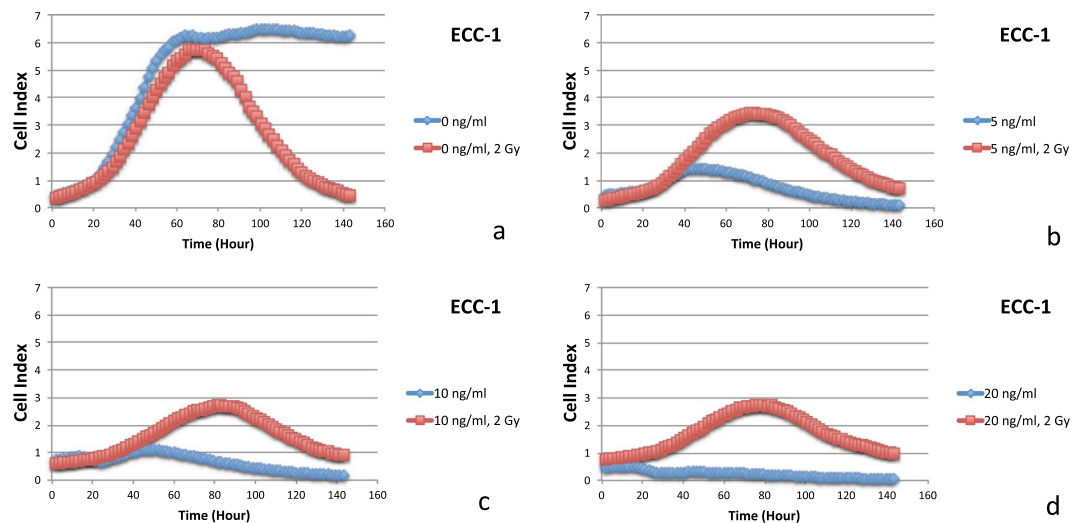 ECC-1
Cell Index
7
6
5
4
3
2
1
0
0 20 40 60 80 100 120 140 160
Time (Hour)
0 ng/ml
0 ng/ml, 2 Gy
a
ECC-1
Cell Index
7
6
5
4
3
2
1
0
0 20 40 60 80 100 120 140 160
Time (Hour)
5 ng/ml
5 ng/ml, 2 Gy
b
ECC-1
Cell Index
7
6
5
4
3
2
1
0
0 20 40 60 80 100 120 140 160
Time (Hour)
10 ng/ml
10 ng/ml, 2 Gy
c
ECC-1
Cell Index
7
6
5
4
3
2
1
0
0 20 40 60 80 100 120 140 160
Time (Hour)
20 ng/ml
20 ng/ml, 2 Gy
d